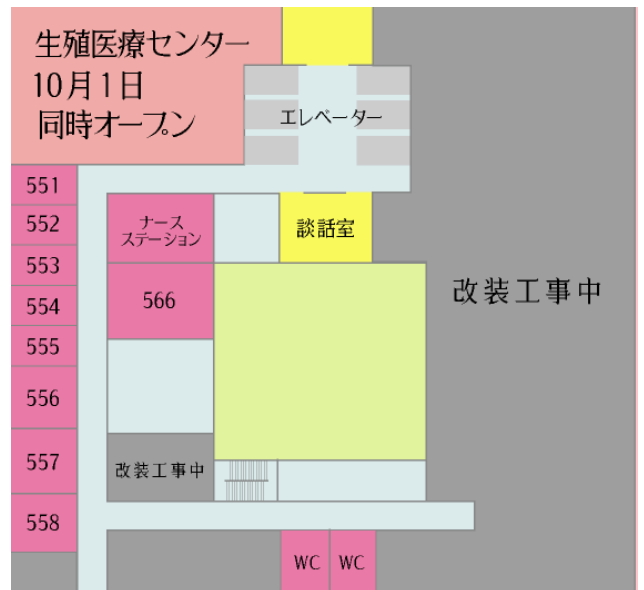 生殖医療センター
10月1日
同時オープン
エレベーター
551
552
ナース
ステーション
談話室
553
554
566
改装工事中
555
556
557
改装工事中
558
WC
WC